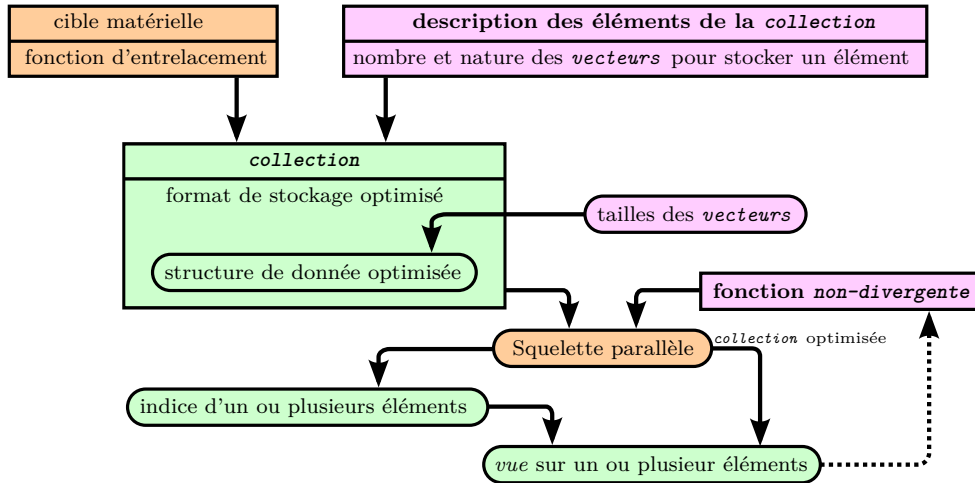 cible matérielle
fonction d'entrelacement
description des éléments de la collection
nombre et nature des vecteurs pour stocker un élément
collection
format de stockage optimisé
tailles des vecteurs
structure de donnée optimisée
fonction non-divergente
Squelette parallèle
collection optimisée
indice d'un ou plusieurs éléments
vue sur un ou plusieur éléments